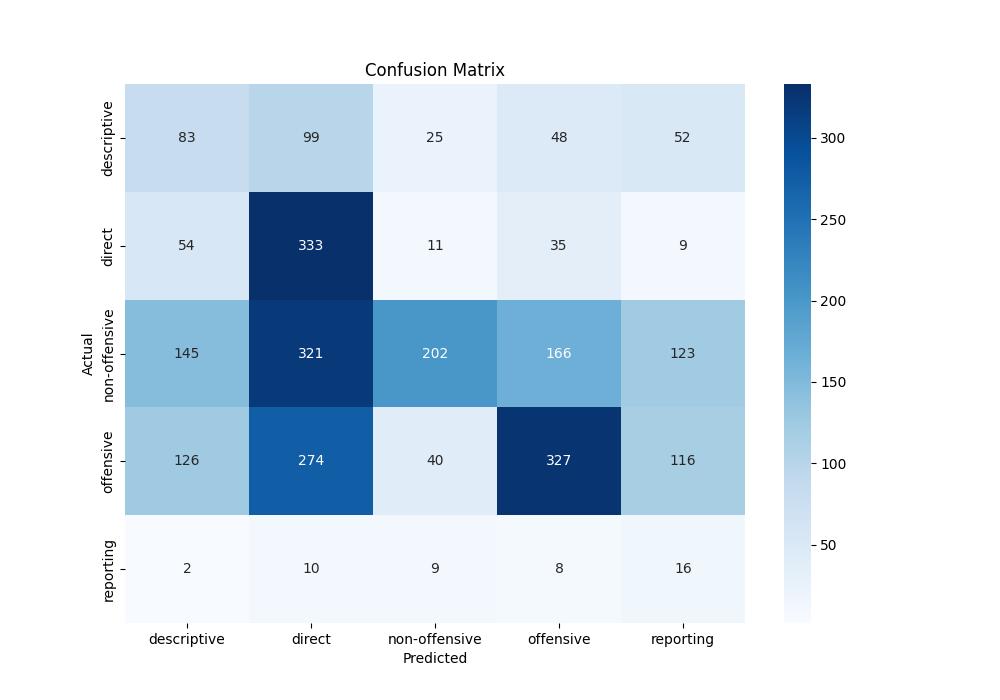 Confusion Matrix
Actual
descriptive 83 99 25 48 52
direct 54 333 11 35 9
non-offensive 145 321 202 166 123
offensive 126 274 40 327 116
reporting 2 10 9 8 16
descriptive direct non-offensive offensive reporting
Predicted
300
250
200
150
100
50